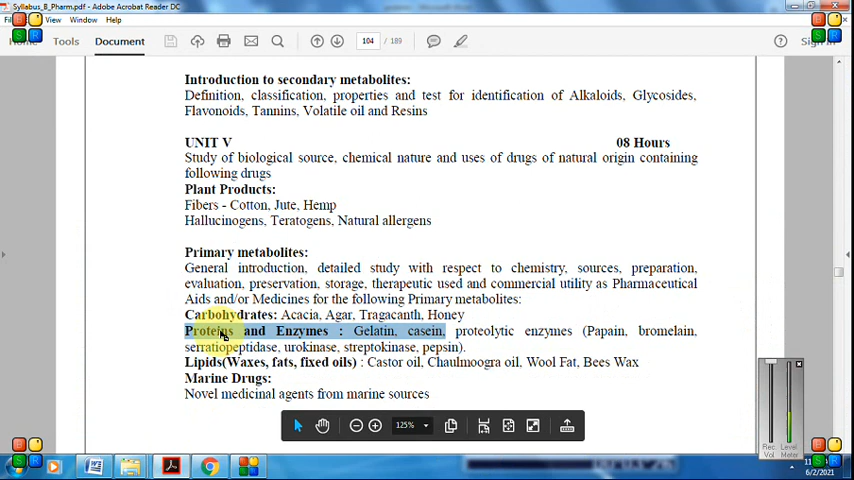 Syllabus_B_Pharm.pdf - Adobe Acrobat Reader DC
View Window Help
Tools Document 104 / 189
Introduction to secondary metabolites:
Definition, classification, properties and test for identification of Alkaloids, Glycosides,
Flavonoids, Tannins, Volatile oil and Resins
UNIT V 08 Hours
Study of biological source, chemical nature and uses of drugs of natural origin containing
following drugs
Plant Products:
Fibers - Cotton, Jute, Hemp
Hallucinogens, Teratogens, Natural allergens
Primary metabolites:
General introduction, detailed study with respect to chemistry, sources, preparation,
evaluation, preservation, storage, therapeutic used and commercial utility as Pharmaceutical
Aids and/or Medicines for the following Primary metabolites:
Carbohydrates: Acacia, Agar, Tragacanth, Honey
Proteins and Enzymes : Gelatin, casein, proteolytic enzymes (Papain, bromelain,
serratiopeptidase, urokinase, streptokinase, pepsin).
Lipids(Waxes, fats, fixed oils) : Castor oil, Chaulmoogra oil, Wool Fat, Bees Wax
Marine Drugs:
Novel medicinal agents from marine sources
125%
Rec. Vol
Level Meter
6/2/2021